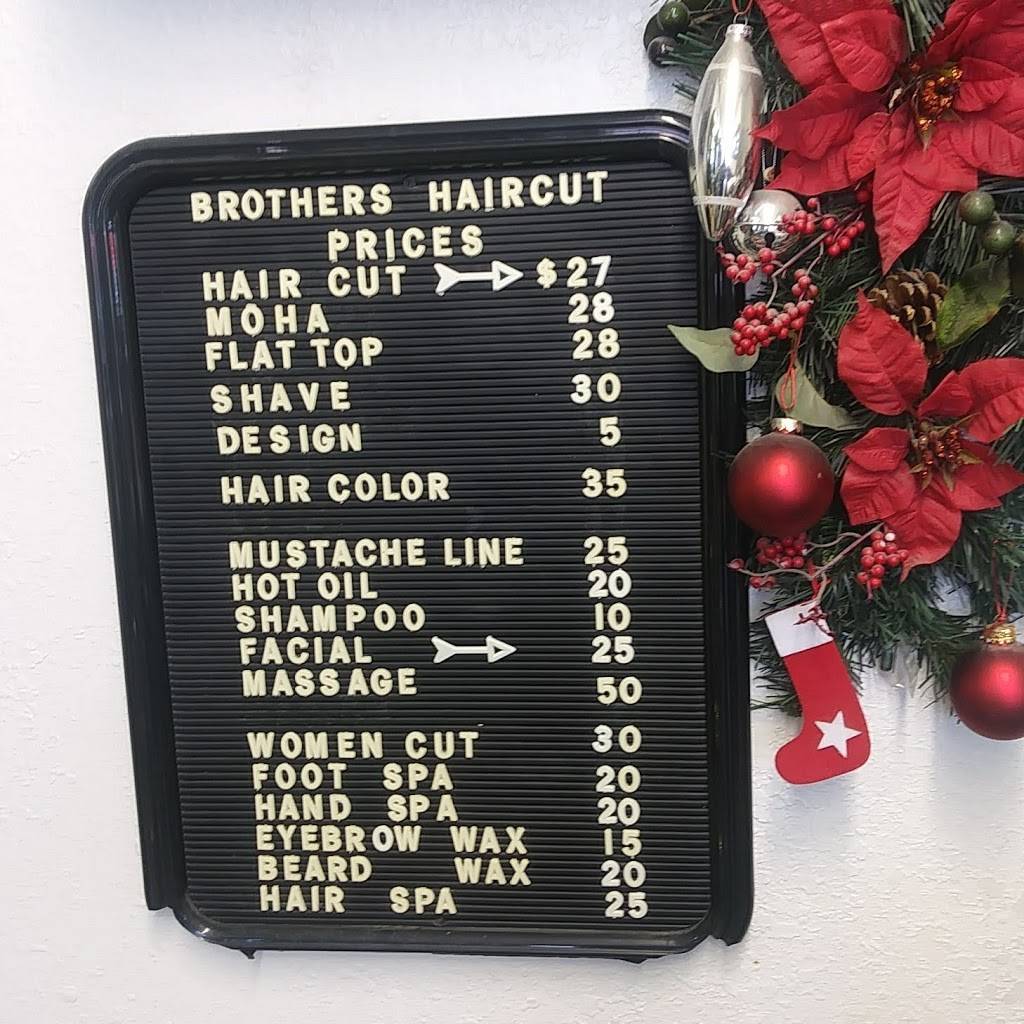 BROTHERS HAIRCUT
PRICES
HAIR CUT $27
MOHA 28
FLAT TOP 28
SHAVE 30
DESIGN 5
HAIR COLOR 35
MUSTACHE LINE 25
HOT OIL 20
SHAMPOO 10
FACIAL 25
MASSAGE 50
WOMEN CUT 30
FOOT SPA 20
HAND SPA 20
EYEBROW WAX 15
BEARD WAX 20
HAIR SPA 25